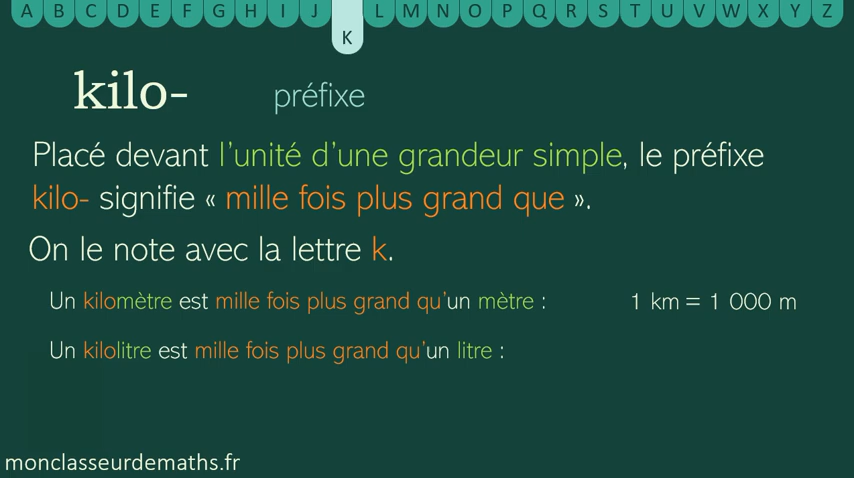 A B C D E F G H I J K L M N O P Q R S T U V W X Y Z
kilo- préfixe
Placé devant l'unité d'une grandeur simple, le préfixe
kilo- signifie « mille fois plus grand que ».
On le note avec la lettre k.
Un kilomètre est mille fois plus grand qu'un mètre : 1 km = 1 000 m
Un kilolitre est mille fois plus grand qu'un litre :
monclasseurdemaths.fr